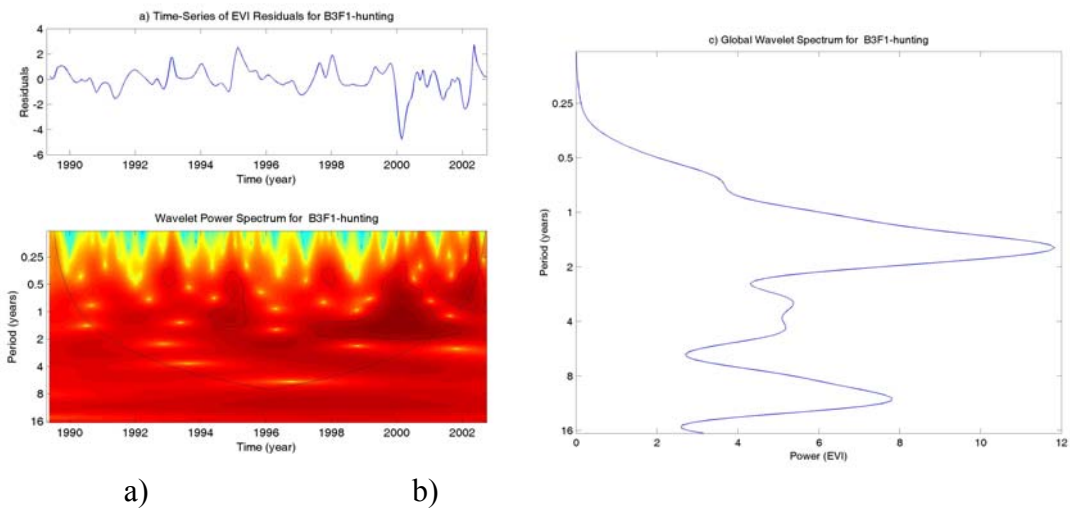 a) Time-Series of EVI Residuals for B3F1-hunting
4
2
0
-2
-4
-6
Residuals
1990 1992 1994 1996 1998 2000 2002
Time (year)
Wavelet Power Spectrum for B3F1-hunting
0.25
0.5
1
2
4
8
16
Period (years)
1990 1992 1994 1996 1998 2000 2002
Time (year)
c) Global Wavelet Spectrum for B3F1-hunting
0.25
0.5
1
2
4
8
16
Period (years)
0 2 4 6 8 10 12
Power (EVI)
a) b)